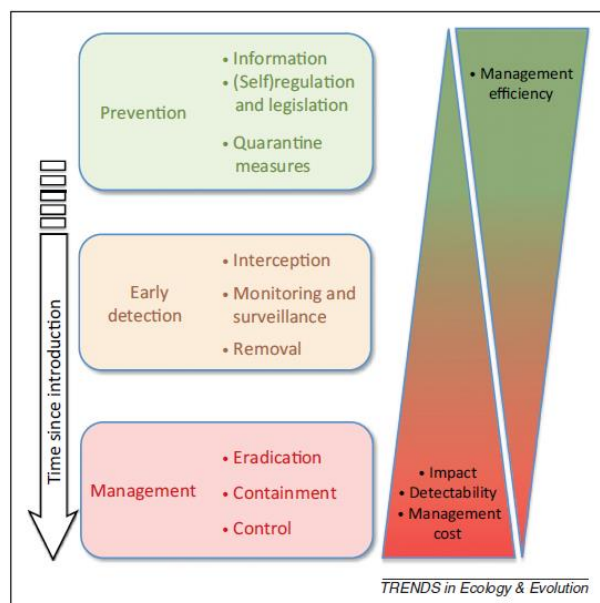 Prevention
• Information
• (Self)regulation
and legislation
• Quarantine
measures
Early
detection
• Interception
• Monitoring and
surveillance
• Removal
Management
• Eradication
• Containment
• Control
Time since introduction
• Management
efficiency
• Impact
• Detectability
• Management
cost
TRENDS in Ecology & Evolution